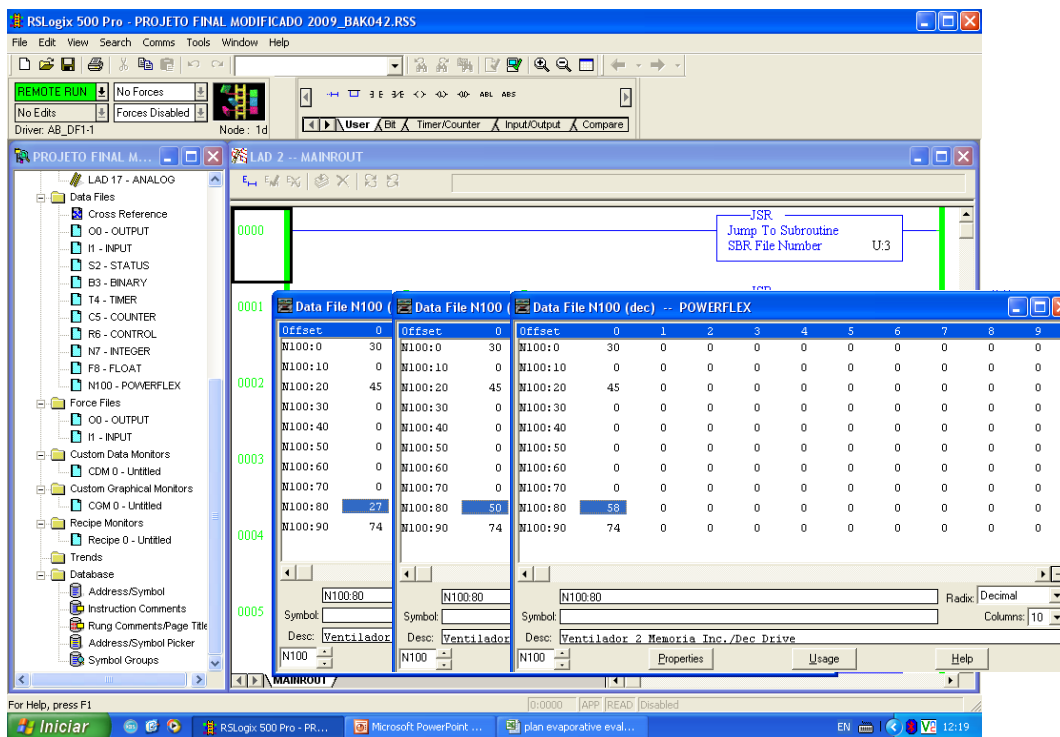 RSLogix 500 Pro - PROJETO FINAL MODIFICADO 2009_BAK042.RSS
File Edit View Search Comms Tools Window Help
REMOTE RUN No Forces
No Edits Forces Disabled
Driver: AB_DF1-1 Node: 1d
ABL ABS
User Bit Timer/Counter Input/Output Compare
PROJETO FINAL M...
LAD 17 - ANALOG
Data Files
Cross Reference
O0 - OUTPUT
I1 - INPUT
S2 - STATUS
B3 - BINARY
T4 - TIMER
C5 - COUNTER
R6 - CONTROL
N7 - INTEGER
F8 - FLOAT
N100 - POWERFLEX
Force Files
O0 - OUTPUT
I1 - INPUT
Custom Data Monitors
CDM 0 - Untitled
Custom Graphical Monitors
CGM 0 - Untitled
Recipe Monitors
Recipe 0 - Untitled
Trends
Database
Address/Symbol
Instruction Comments
Rung Comments/Page Title
Address/Symbol Picker
Symbol Groups
LAD 2 -- MAINROUT
0000
JSR
Jump To Subroutine
SBR File Number U:3
0001
JSR
0002
0003
0004
0005
Data File N100 (
Offset 0
N100:0 30
N100:10 0
N100:20 45
N100:30 0
N100:40 0
N100:50 0
N100:60 0
N100:70 0
N100:80 27
N100:90 74
N100:80
Symbol:
Desc: Ventilador
N100
Data File N100 (
Offset 0
N100:0 30
N100:10 0
N100:20 45
N100:30 0
N100:40 0
N100:50 0
N100:60 0
N100:70 0
N100:80 50
N100:90 74
N100:80
Symbol:
Desc: Ventilador
N100
Data File N100 (dec) -- POWERFLEX
Offset 0 1 2 3 4 5 6 7 8 9
N100:0 30 0 0 0 0 0 0 0 0 0
N100:10 0 0 0 0 0 0 0 0 0 0
N100:20 45 0 0 0 0 0 0 0 0 0
N100:30 0 0 0 0 0 0 0 0 0 0
N100:40 0 0 0 0 0 0 0 0 0 0
N100:50 0 0 0 0 0 0 0 0 0 0
N100:60 0 0 0 0 0 0 0 0 0 0
N100:70 0 0 0 0 0 0 0 0 0 0
N100:80 58 0 0 0 0 0 0 0 0 0
N100:90 74 0 0 0 0 0 0 0 0 0
N100:80 Radix: Decimal
Symbol: Columns: 10
Desc: Ventilador 2 Memoria Inc./Dec Drive
N100 Properties Usage Help
MAINROUT
For Help, press F1 0:0000 APP READ Disabled
Iniciar RSLogix 500 Pro - PR... Microsoft PowerPoint ... plan evaporative eval... EN 12:19